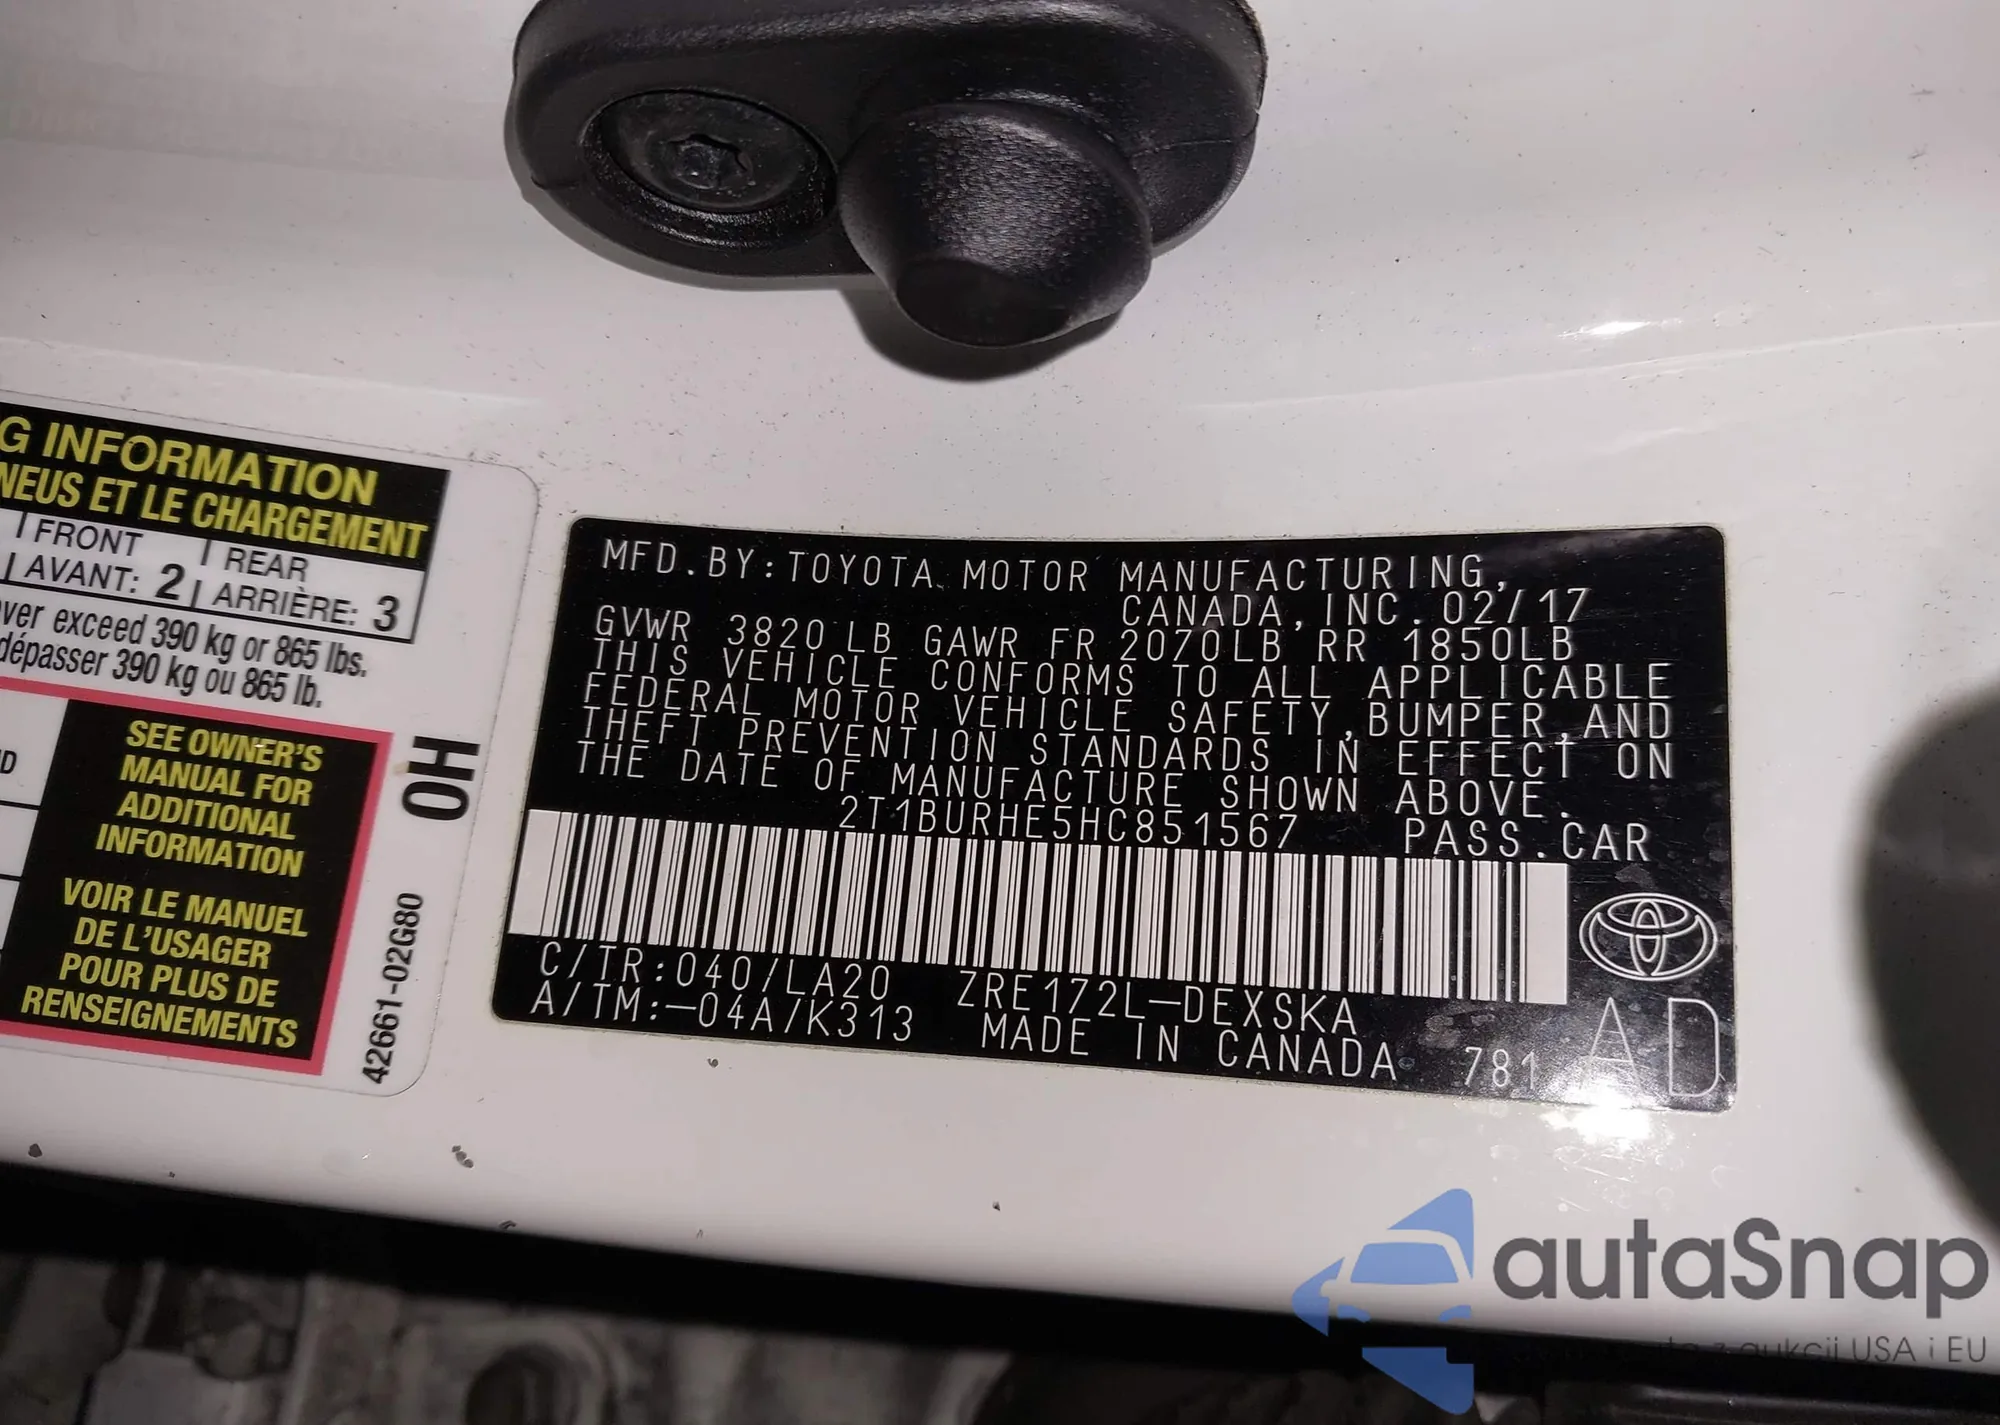 G INFORMATION
NEUS ET LE CHARGEMENT
FRONT REAR
AVANT: 2 ARRIÈRE: 3
ver exceed 390 kg or 865 lbs.
dépasser 390 kg ou 865 lb.
SEE OWNER'S
MANUAL FOR
ADDITIONAL
INFORMATION
VOIR LE MANUEL
DE L'USAGER
POUR PLUS DE
RENSEIGNEMENTS
0H
42661-02G80
MFD.BY:TOYOTA MOTOR MANUFACTURING,
CANADA,INC.02/17
GVWR 3820LB GAWR FR 2070LB RR 1850LB
THIS VEHICLE CONFORMS TO ALL APPLICABLE
FEDERAL MOTOR VEHICLE SAFETY,BUMPER,AND
THEFT PREVENTION STANDARDS IN EFFECT ON
THE DATE OF MANUFACTURE SHOWN ABOVE.
2T1BURHE5HC851567 PASS.CAR
C/TR:040/LA20 ZRE172L-DEXSKA
A/TM:-04A/K313 MADE IN CANADA 781 AD
autaSnap
aukcji USA i EU